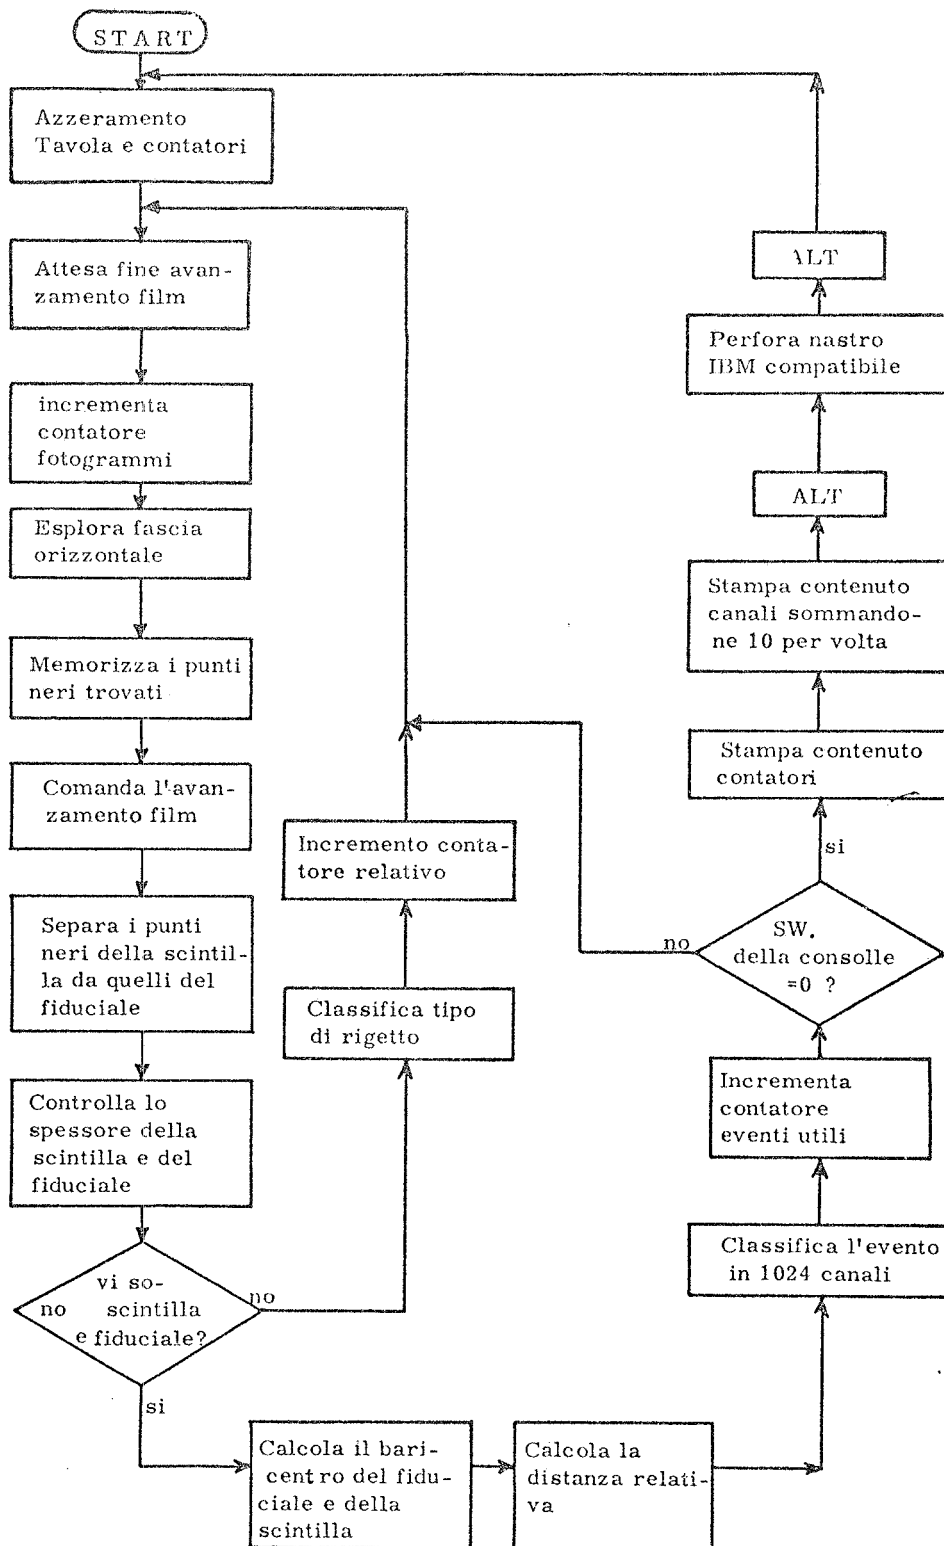 START
Azzeramento
Tavola e contatori
Attesa fine avan-
zamento film
incrementa
contatore
fotogrammi
Esplora fascia
orizzontale
Memorizza i punti
neri trovati
Comanda l'avan-
zamento film
Separa i punti
neri della scintil-
la da quelli del
fiduciale
Controlla lo
spessore della
scintilla e del
fiduciale
vi so-
no scintilla
e fiduciale?
no
si
Calcola il bari-
centro del fidu-
ciale e della
scintilla
Calcola la
distanza relati-
va
Classifica tipo
di rigetto
Incremento conta-
tore relativo
Classifica l'evento
in 1024 canali
Incrementa
contatore
eventi utili
SW.
della consolle
=0 ?
no
si
Stampa contenuto
contatori
Stampa contenuto
canali sommando-
ne 10 per volta
ALT
Perfora nastro
IBM compatibile
ALT